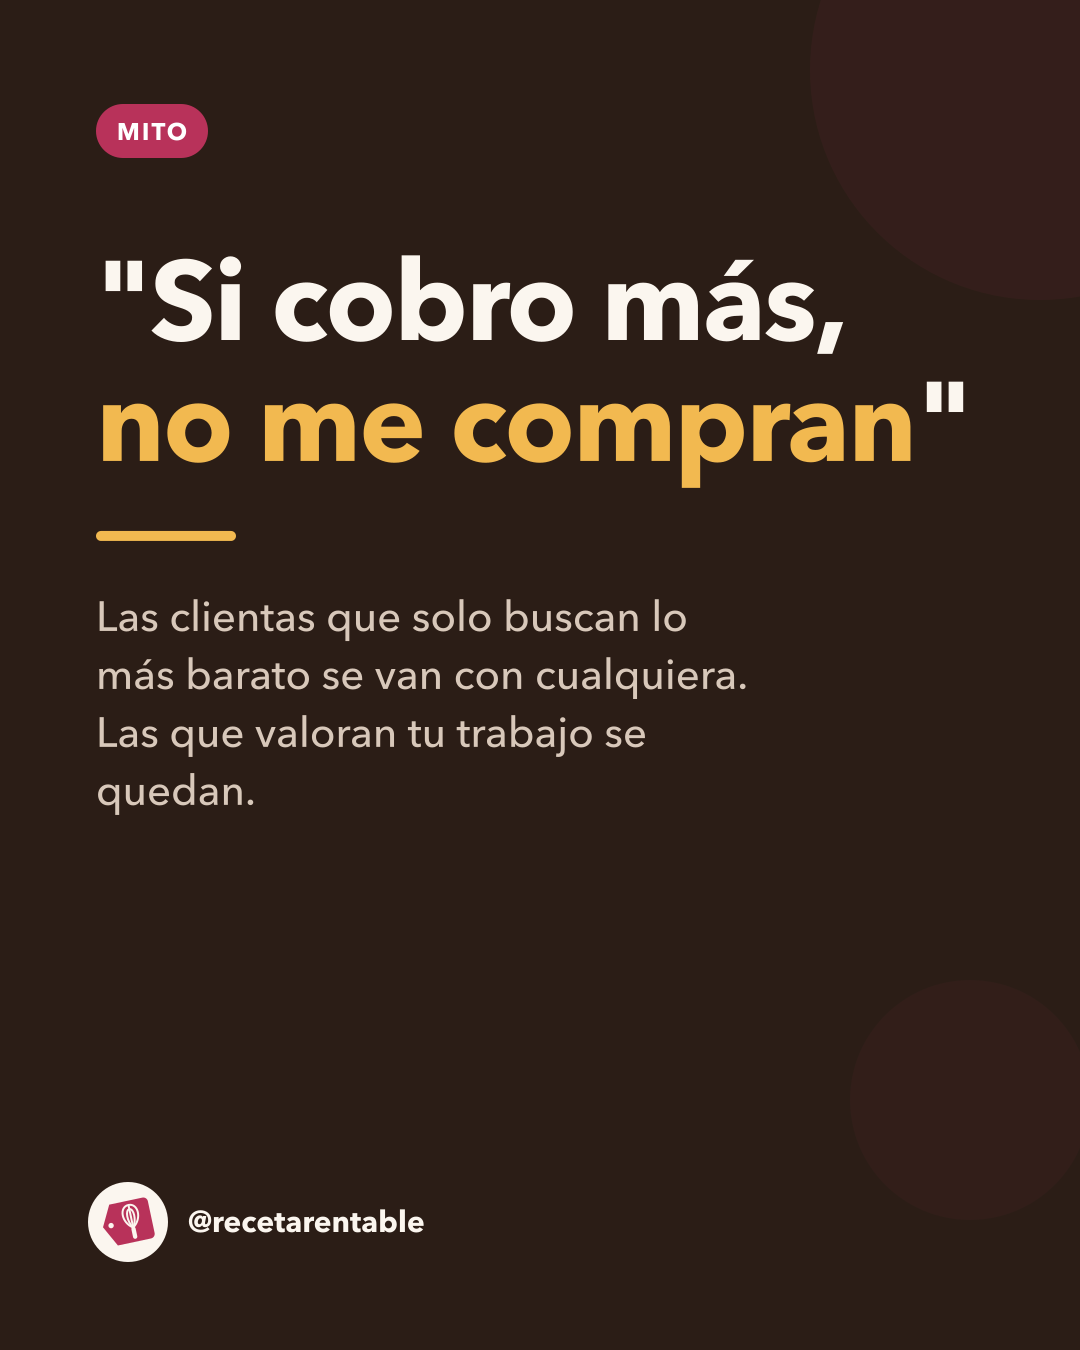 MITO
"Si cobro más,
no me compran"
Las clientas que solo buscan lo
más barato se van con cualquiera.
Las que valoran tu trabajo se
quedan.
@recetarentable